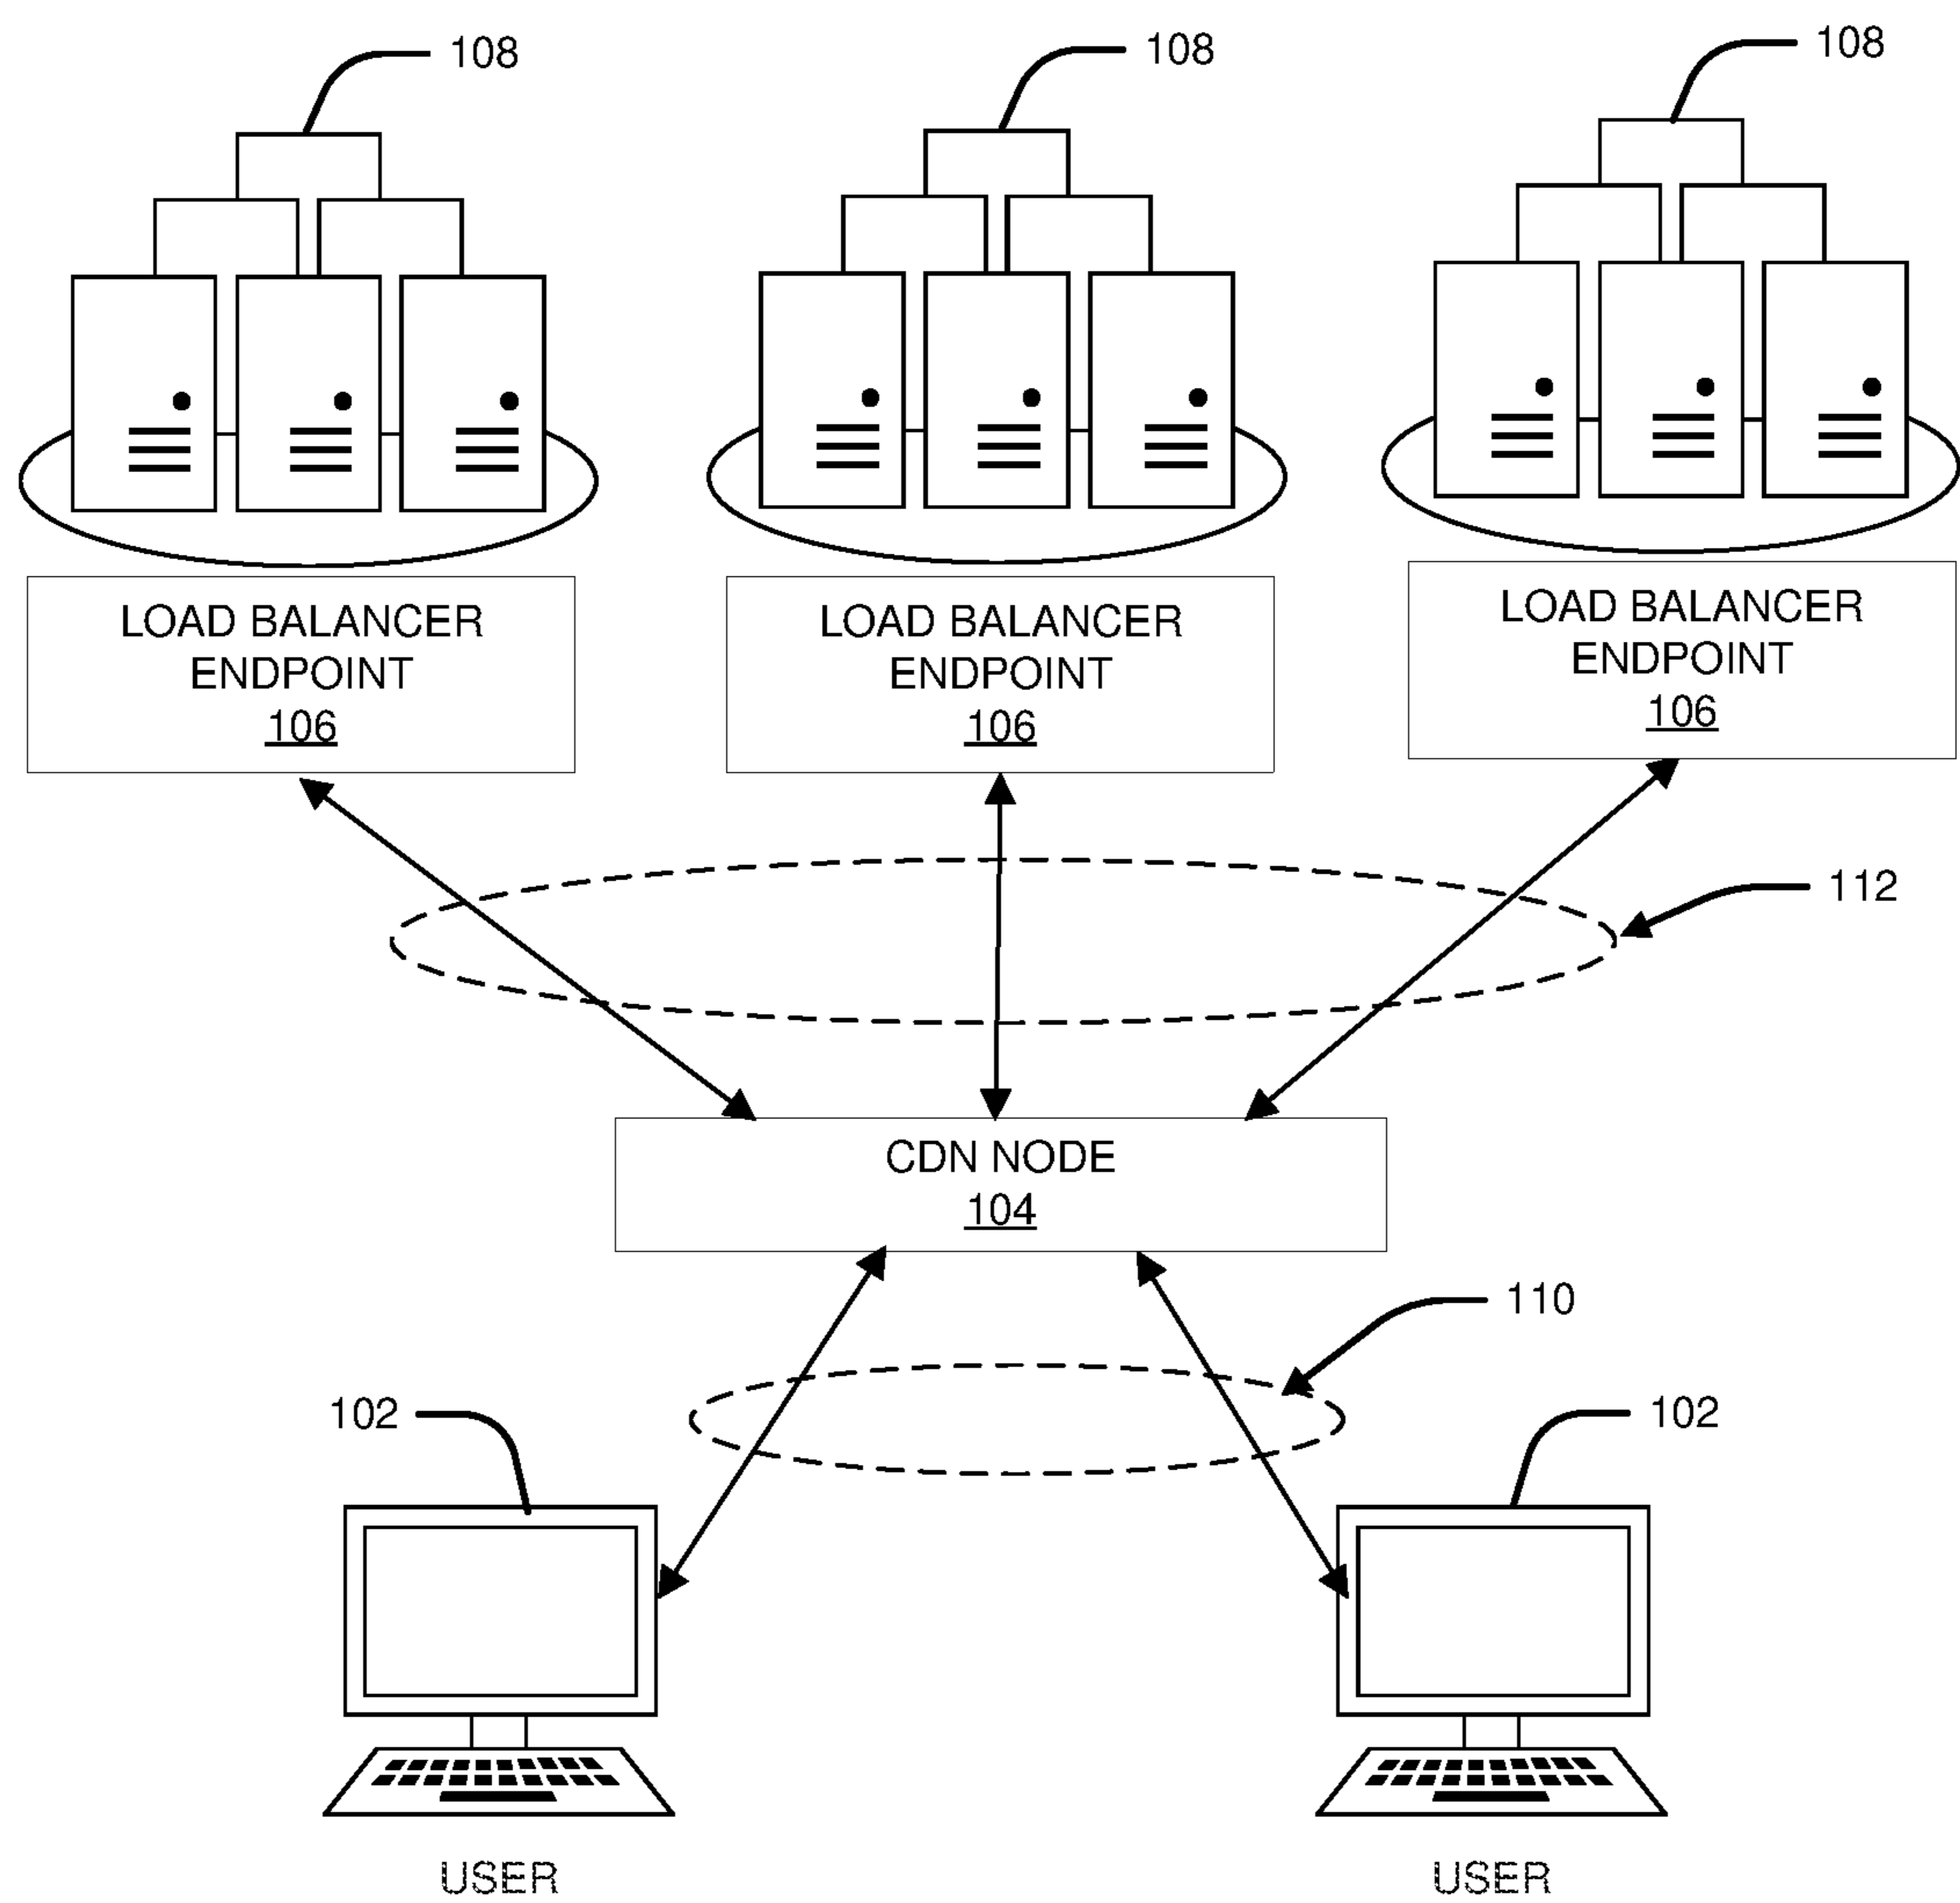 108
108
108
LOAD BALANCER
ENDPOINT
106
LOAD BALANCER
ENDPOINT
106
LOAD BALANCER
ENDPOINT
106
112
CDN NODE
104
110
102
102
USER
USER